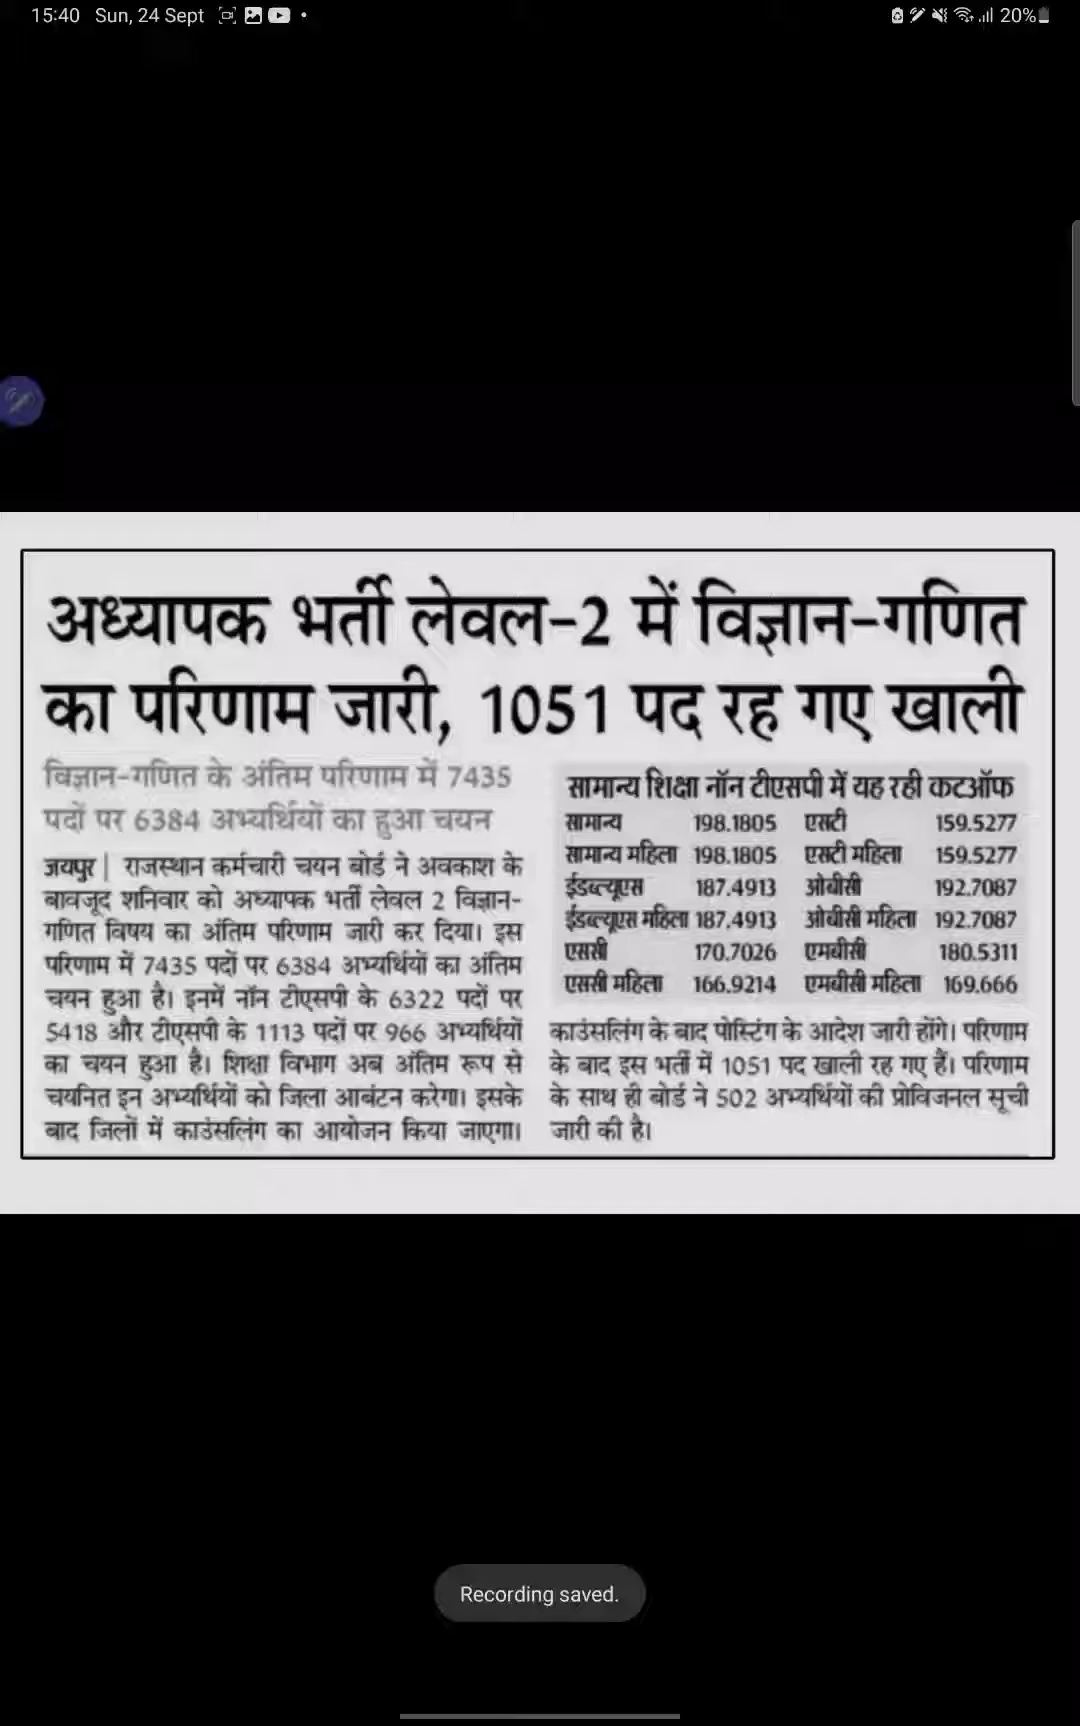 15:40 Sun, 24 Sept
20%
अध्यापक भर्ती लेवल-2 में विज्ञान-गणित
का परिणाम जारी, 1051 पद रह गए खाली
विज्ञान-गणित के अंतिम परिणाम में 7435
पदों पर 6384 अभ्यर्थियों का हुआ चयन
जयपुर | राजस्थान कर्मचारी चयन बोर्ड ने अवकाश के
बावजूद शनिवार को अध्यापक भर्ती लेवल 2 विज्ञान-
गणित विषय का अंतिम परिणाम जारी कर दिया। इस
परिणाम में 7435 पदों पर 6384 अभ्यर्थियों का अंतिम
चयन हुआ है। इनमें नॉन टीएसपी के 6322 पदों पर
5418 और टीएसपी के 1113 पदों पर 966 अभ्यर्थियों
का चयन हुआ है। शिक्षा विभाग अब अंतिम रूप से
चयनित इन अभ्यर्थियों को जिला आबंटन करेगा। इसके
बाद जिलों में काउंसलिंग का आयोजन किया जाएगा।
सामान्य शिक्षा नॉन टीएसपी में यह रही कटऑफ
सामान्य 198.1805 एसटी 159.5277
सामान्य महिला 198.1805 एसटी महिला 159.5277
ईडब्ल्यूएस 187.4913 ओबीसी 192.7087
ईडब्ल्यूएस महिला 187.4913 ओबीसी महिला 192.7087
एससी 170.7026 एमबीसी 180.5311
एससी महिला 166.9214 एमबीसी महिला 169.666
काउंसलिंग के बाद पोस्टिंग के आदेश जारी होंगे। परिणाम
के बाद इस भर्ती में 1051 पद खाली रह गए हैं। परिणाम
के साथ ही बोर्ड ने 502 अभ्यर्थियों की प्रोविजनल सूची
जारी की है।
Recording saved.